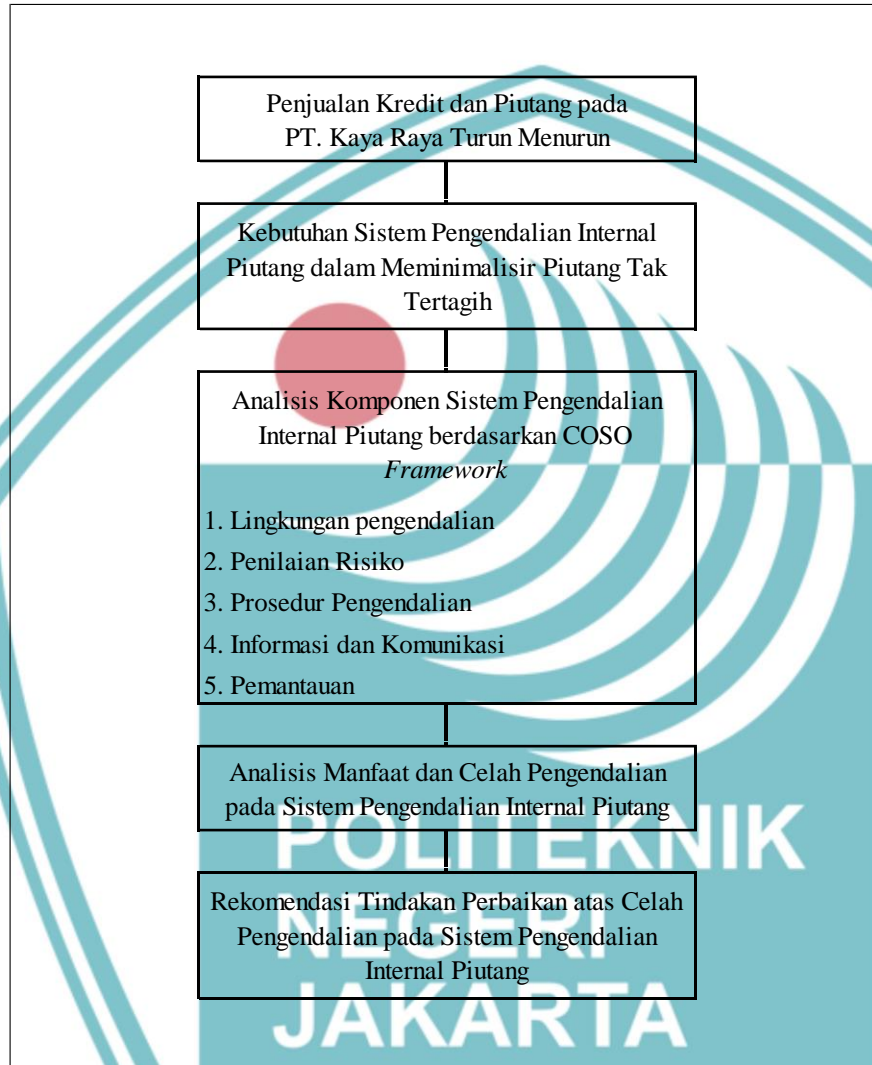 Penjualan Kredit dan Piutang pada
PT. Kaya Raya Turun Menurun
Kebutuhan Sistem Pengendalian Internal
Piutang dalam Meminimalisir Piutang Tak
Tertagih
Analisis Komponen Sistem Pengendalian
Internal Piutang berdasarkan COSO
Framework
1. Lingkungan pengendalian
2. Penilaian Risiko
3. Prosedur Pengendalian
4. Informasi dan Komunikasi
5. Pemantauan
Analisis Manfaat dan Celah Pengendalian
pada Sistem Pengendalian Internal Piutang
POLITEKNIK
Rekomendasi Tindakan Perbaikan atas Celah
Pengendalian pada Sistem Pengendalian
Internal Piutang
NEGERI
JAKARTA